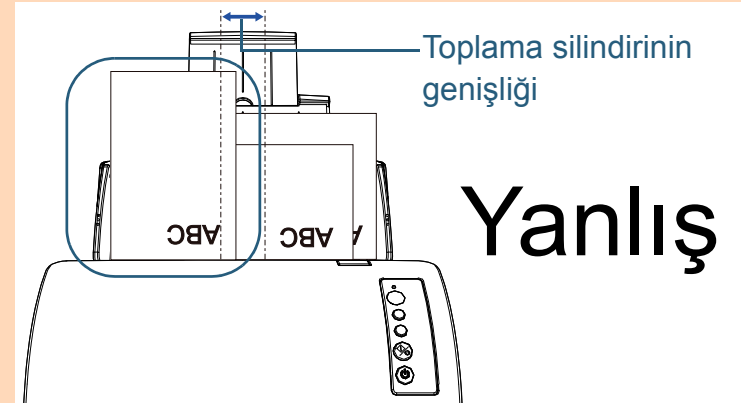 Toplama silindirinin
genişliği
Yanlış
ABC
ABC
A